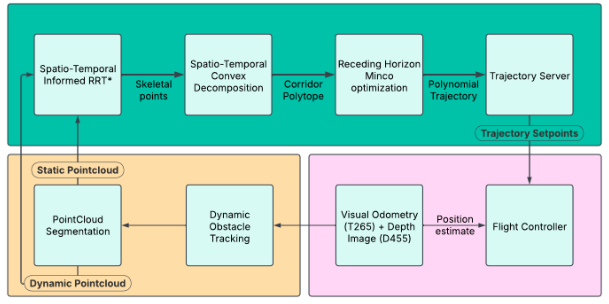 Spatio-Temporal
Informed RRT*
Skeletal
points
Spatio-Temporal
Convex
Decomposition
Corridor
Polytope
Receding Horizon
Minco
optimization
Polynomial
Trajectory
Trajectory Server
Trajectory Setpoints
Static Pointcloud
PointCloud
Segmentation
Dynamic
Obstacle
Tracking
Visual Odometry
(T265) + Depth
Image (D455)
Position
estimate
Flight Controller
Dynamic Pointcloud